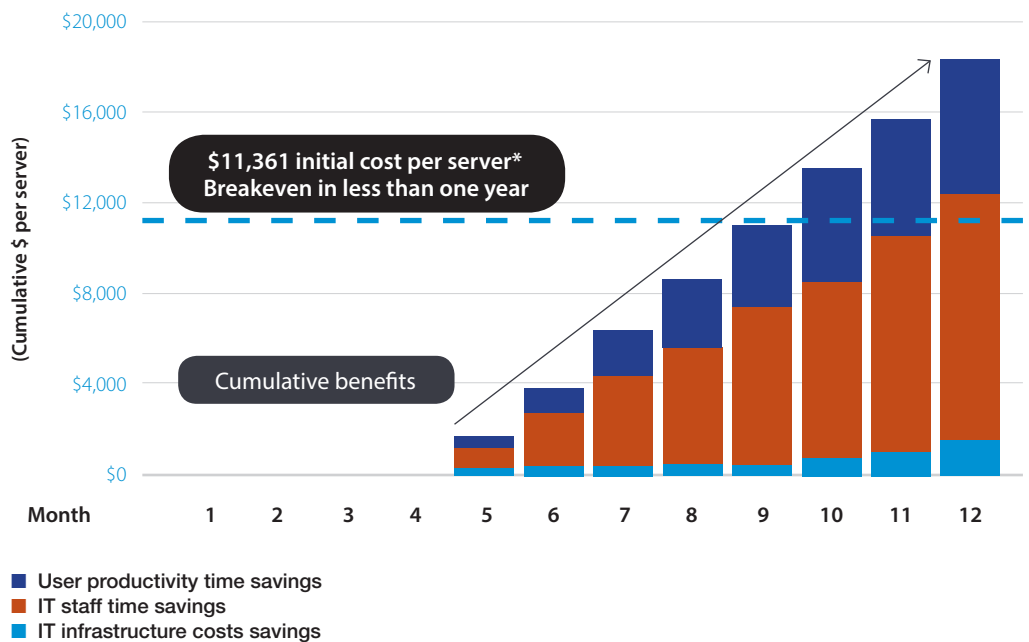 $20,000
$16,000
$12,000
$8,000
$4,000
$0
(Cumulative $ per server)
$11,361 initial cost per server*
Breakeven in less than one year
Cumulative benefits
Month 1 2 3 4 5 6 7 8 9 10 11 12
User productivity time savings
IT staff time savings
IT infrastructure costs savings